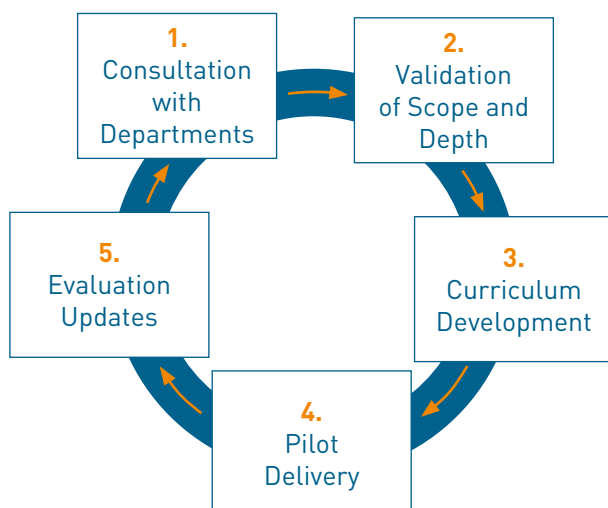 1.
Consultation
with
Departments
2.
Validation
of Scope and
Depth
3.
Curriculum
Development
4.
Pilot
Delivery
5.
Evaluation
Updates